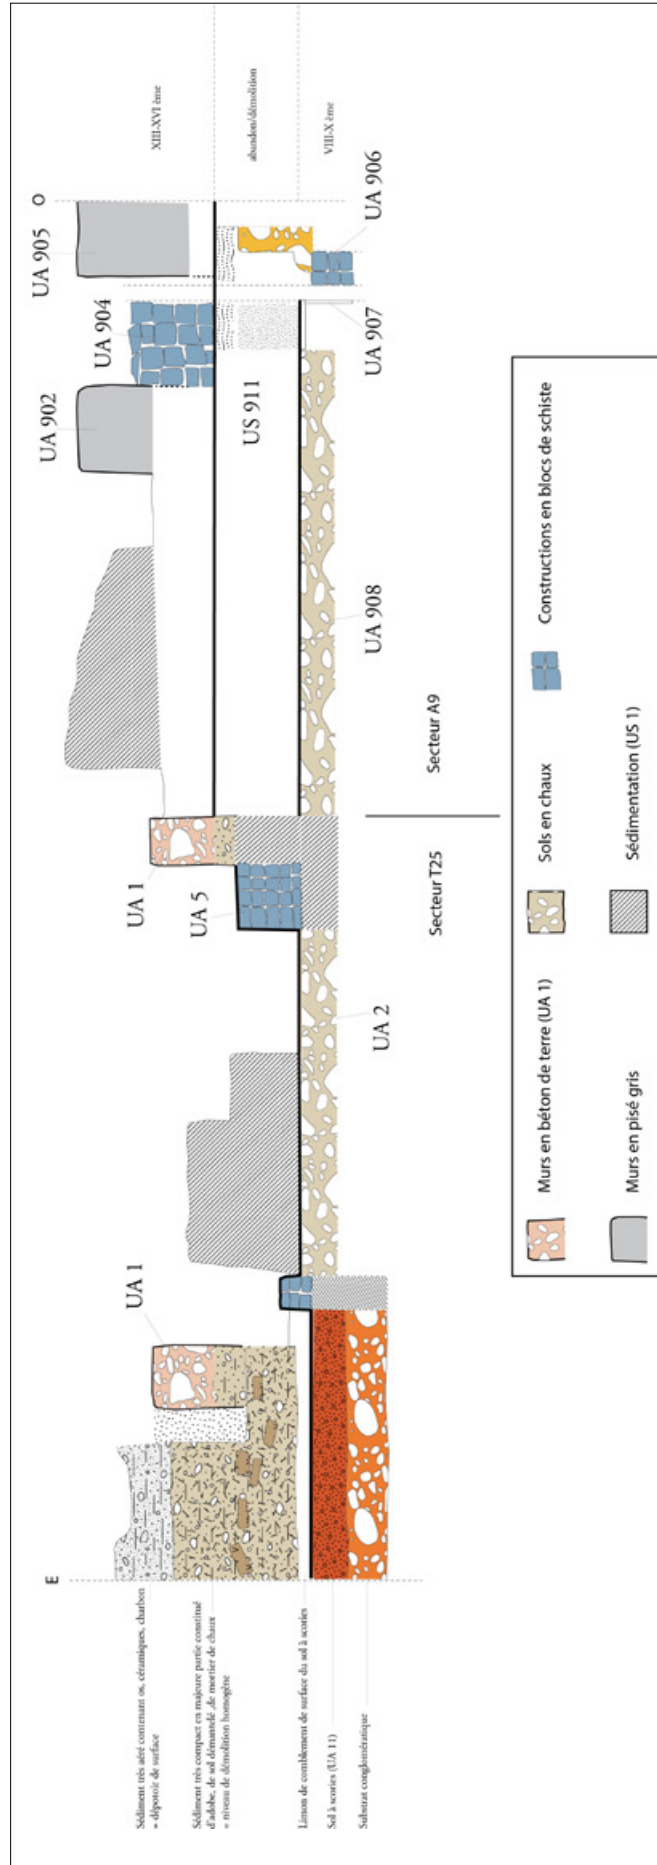 XIII-XVI ème
abandon/démolition
VIII-X ème
E
O
UA 1
UA 1
UA 5
UA 2
UA 902
UA 904
UA 905
US 911
UA 908
UA 907
UA 906
Secteur T25
Secteur A9
Sédiment très aéré contenant os, céramiques, charbon
= dépotoir de surface
Sédiment très compact en majeure partie constitué
d'adobe, de sol démantelé ,de mortier de chaux
= niveau de démolition homogène
Limon de comblement de surface du sol à scories
Sol à scories (UA 11)
Substrat conglomératique
Murs en béton de terre (UA 1)
Sols en chaux
Constructions en blocs de schiste
Murs en pisé gris
Sédimentation (US 1)